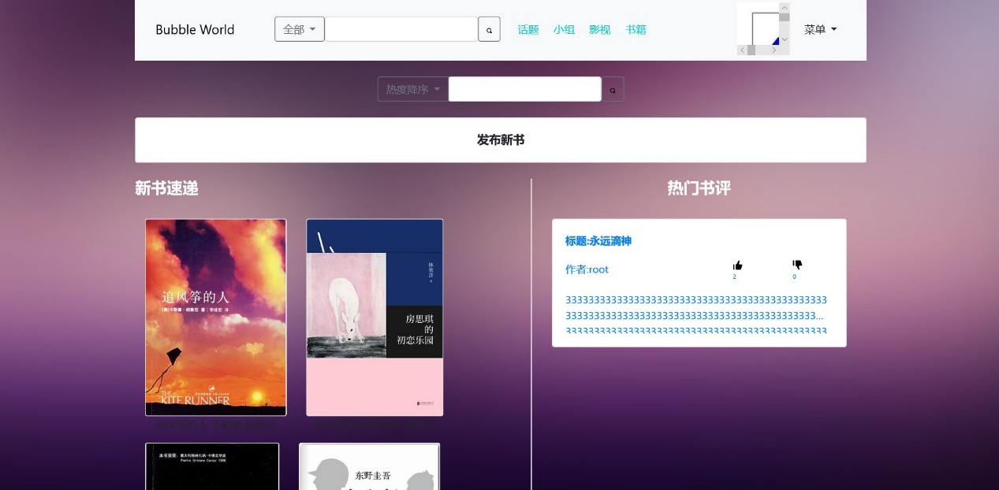 Bubble World
全部
话题
小组
影视
书籍
菜单
热度降序
发布新书
新书速递
热门书评
追风筝的人
[美]卡勒德·胡赛尼 著 | 李继宏 译
THE
KITE RUNNER
林奕含
房思琪
的
初恋乐园
标题:永远滴神
作者:root
2
0
3333333333333333333333333333333333333333333333
33333333333333333333333333333333333333333333...
3333333333333333333333333333333333333333333333
本书荣获:意大利格林扎纳·卡佛文学奖
Premio Grinzane Cavour 1998
东野圭吾